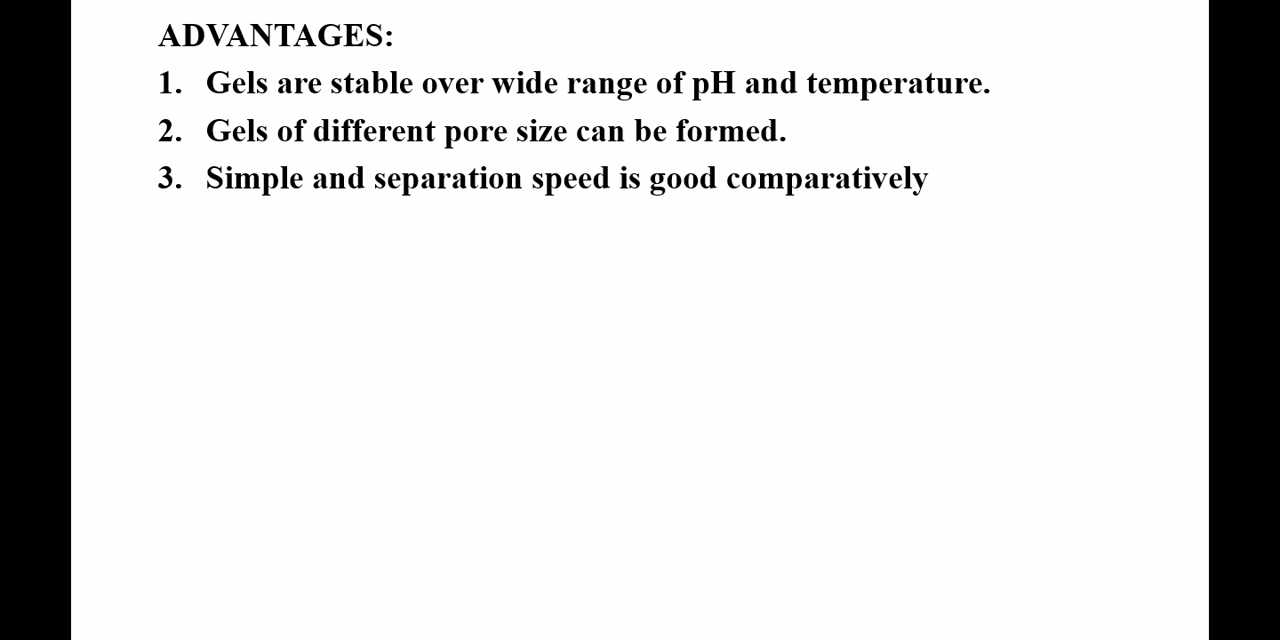 ADVANTAGES:
1. Gels are stable over wide range of pH and temperature.
2. Gels of different pore size can be formed.
3. Simple and separation speed is good comparatively